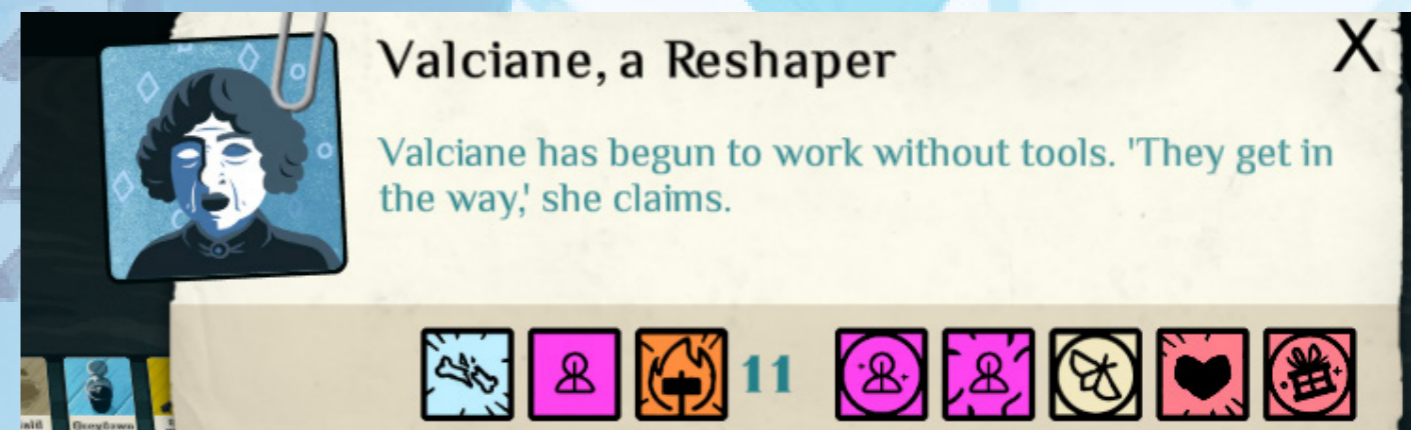 Valciane, a Reshaper
X
Valciane has begun to work without tools. 'They get in
the way,' she claims.
11